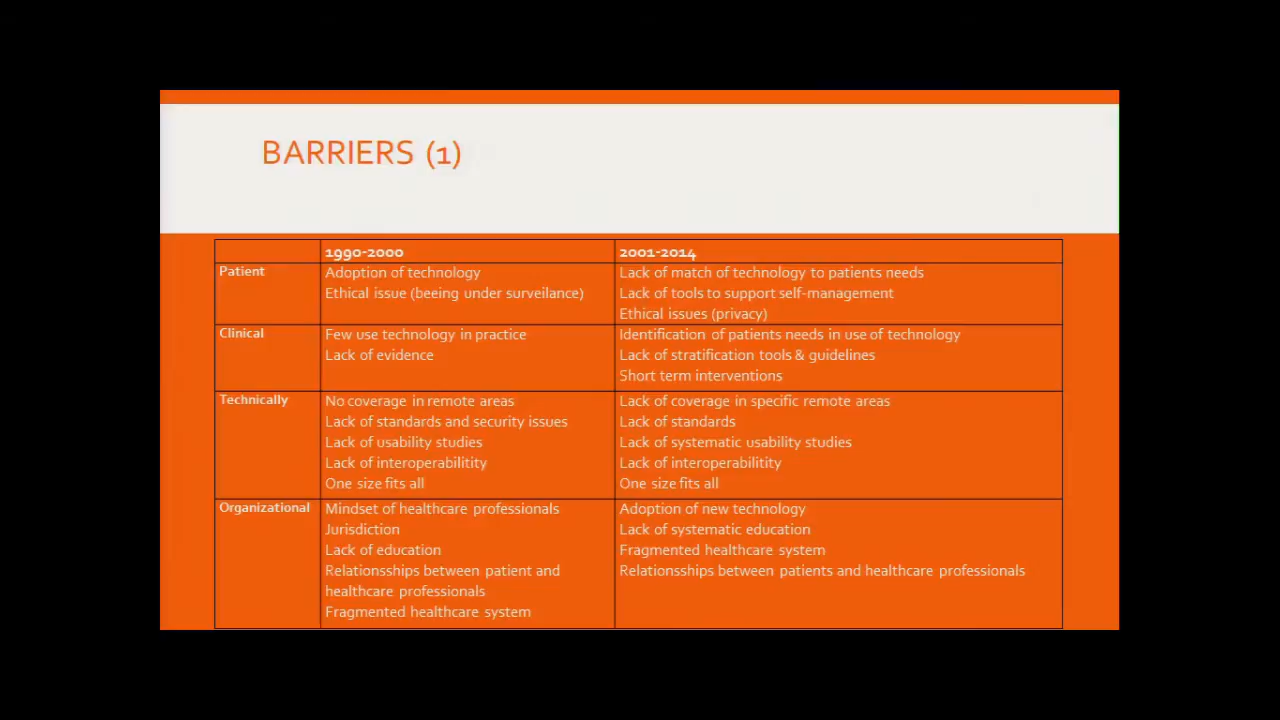 BARRIERS (1)
1990-2000
2001-2014
Patient
Adoption of technology
Ethical issue (beeing under surveilance)
Lack of match of technology to patients needs
Lack of tools to support self-management
Ethical issues (privacy)
Clinical
Few use technology in practice
Lack of evidence
Identification of patients needs in use of technology
Lack of stratification tools & guidelines
Short term interventions
Technically
No coverage in remote areas
Lack of standards and security issues
Lack of usability studies
Lack of interoperabilitity
One size fits all
Lack of coverage in specific remote areas
Lack of standards
Lack of systematic usability studies
Lack of interoperabilitity
One size fits all
Organizational
Mindset of healthcare professionals
Jurisdiction
Lack of education
Relationsships between patient and
healthcare professionals
Fragmented healthcare system
Adoption of new technology
Lack of systematic education
Fragmented healthcare system
Relationsships between patients and healthcare professionals